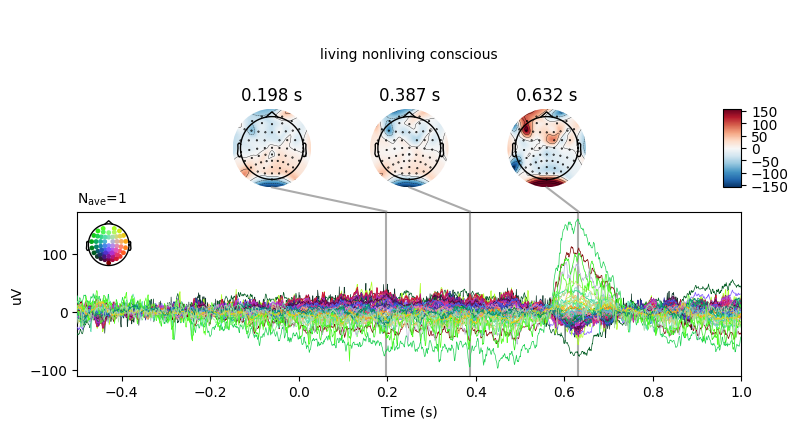 living nonliving conscious
0.198 s 0.387 s 0.632 s
150
100
50
0
−50
−100
−150
Nave=1
uV
100
0
−100
−0.4 −0.2 0.0 0.2 0.4 0.6 0.8 1.0
Time (s)